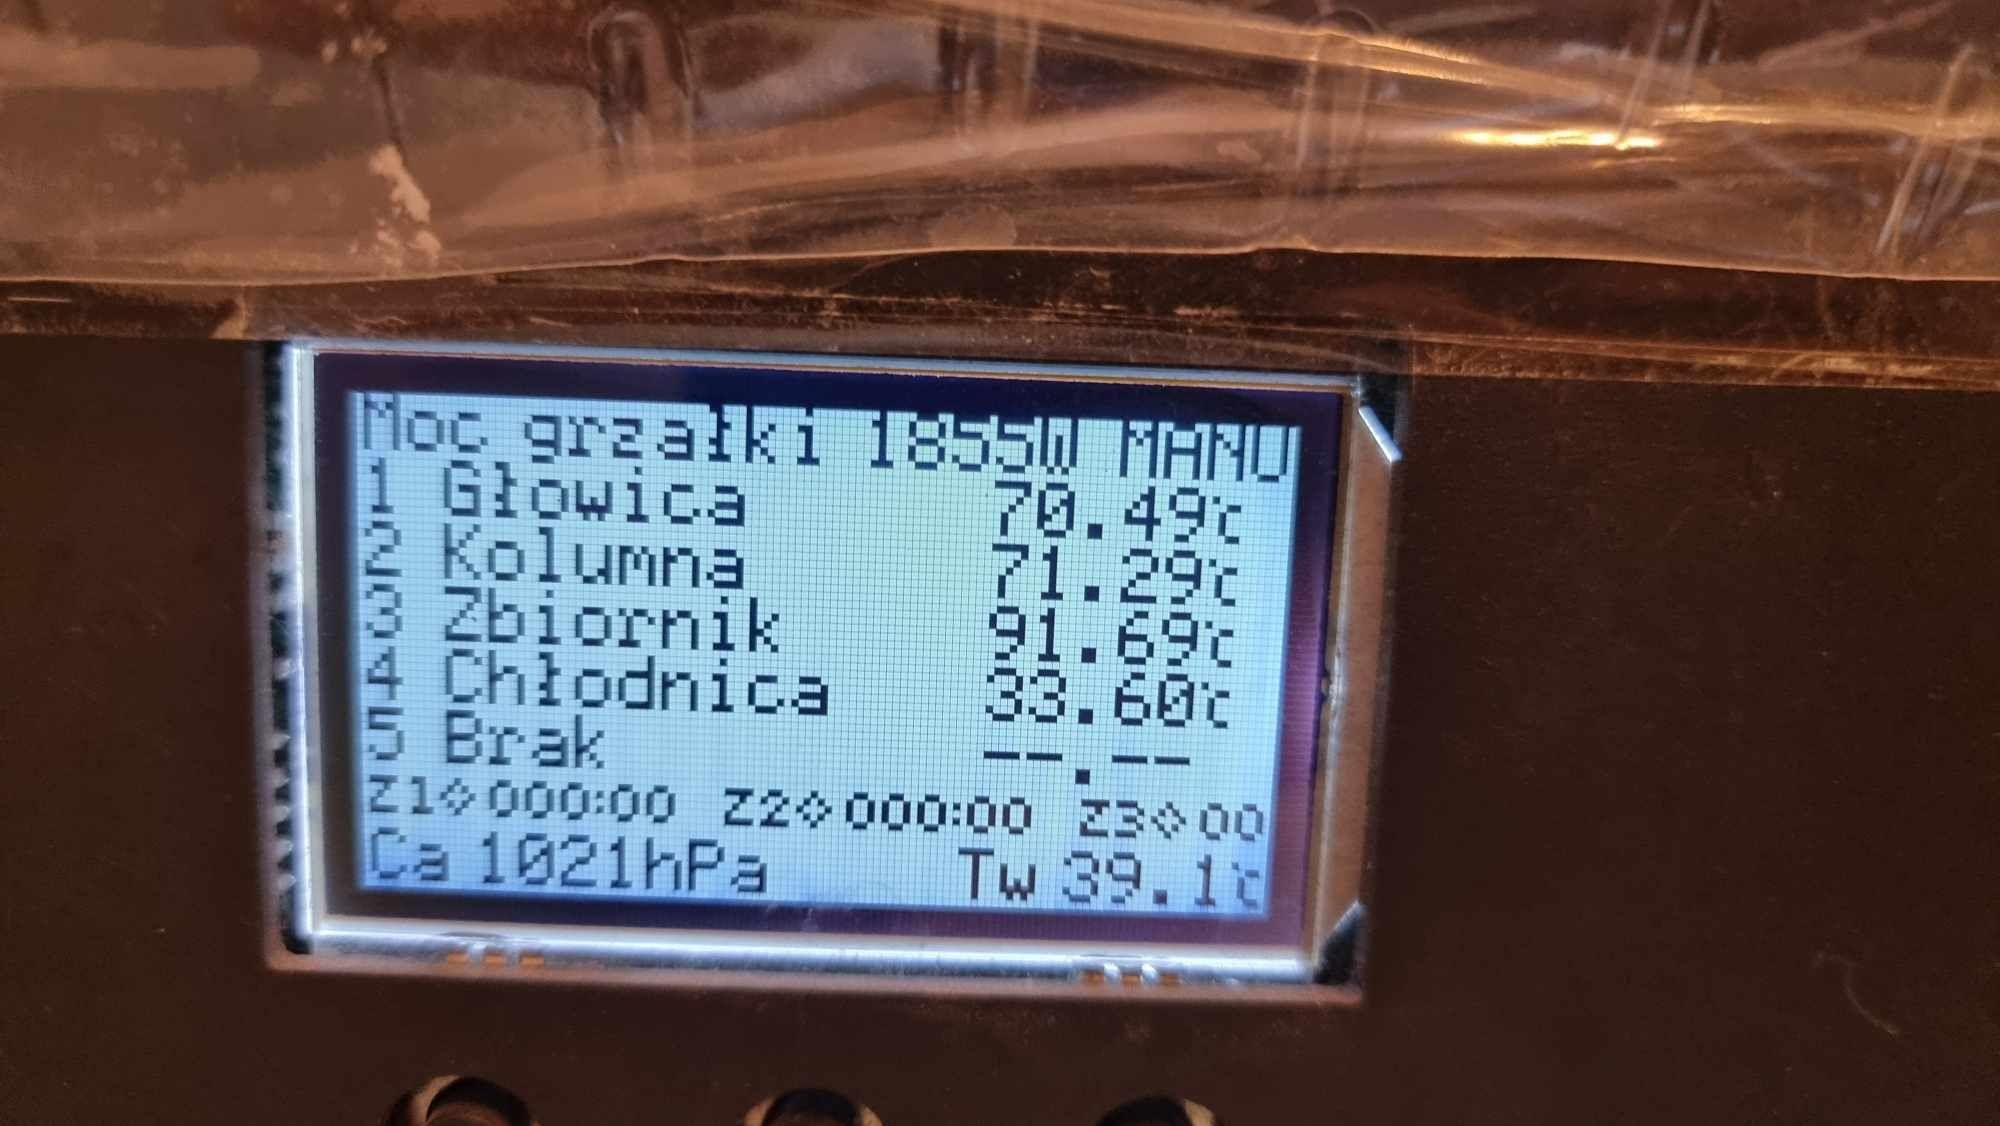 Moc grzałki 1855W MANU
1 Głowica 70.49℃
2 Kolumna 71.29℃
3 Zbiornik 91.69℃
4 Chłodnica 33.60℃
5 Brak --.--
Z1◇000:00 Z2◇000:00 Z3◇00
Ca 1021hPa Tw 39.1℃